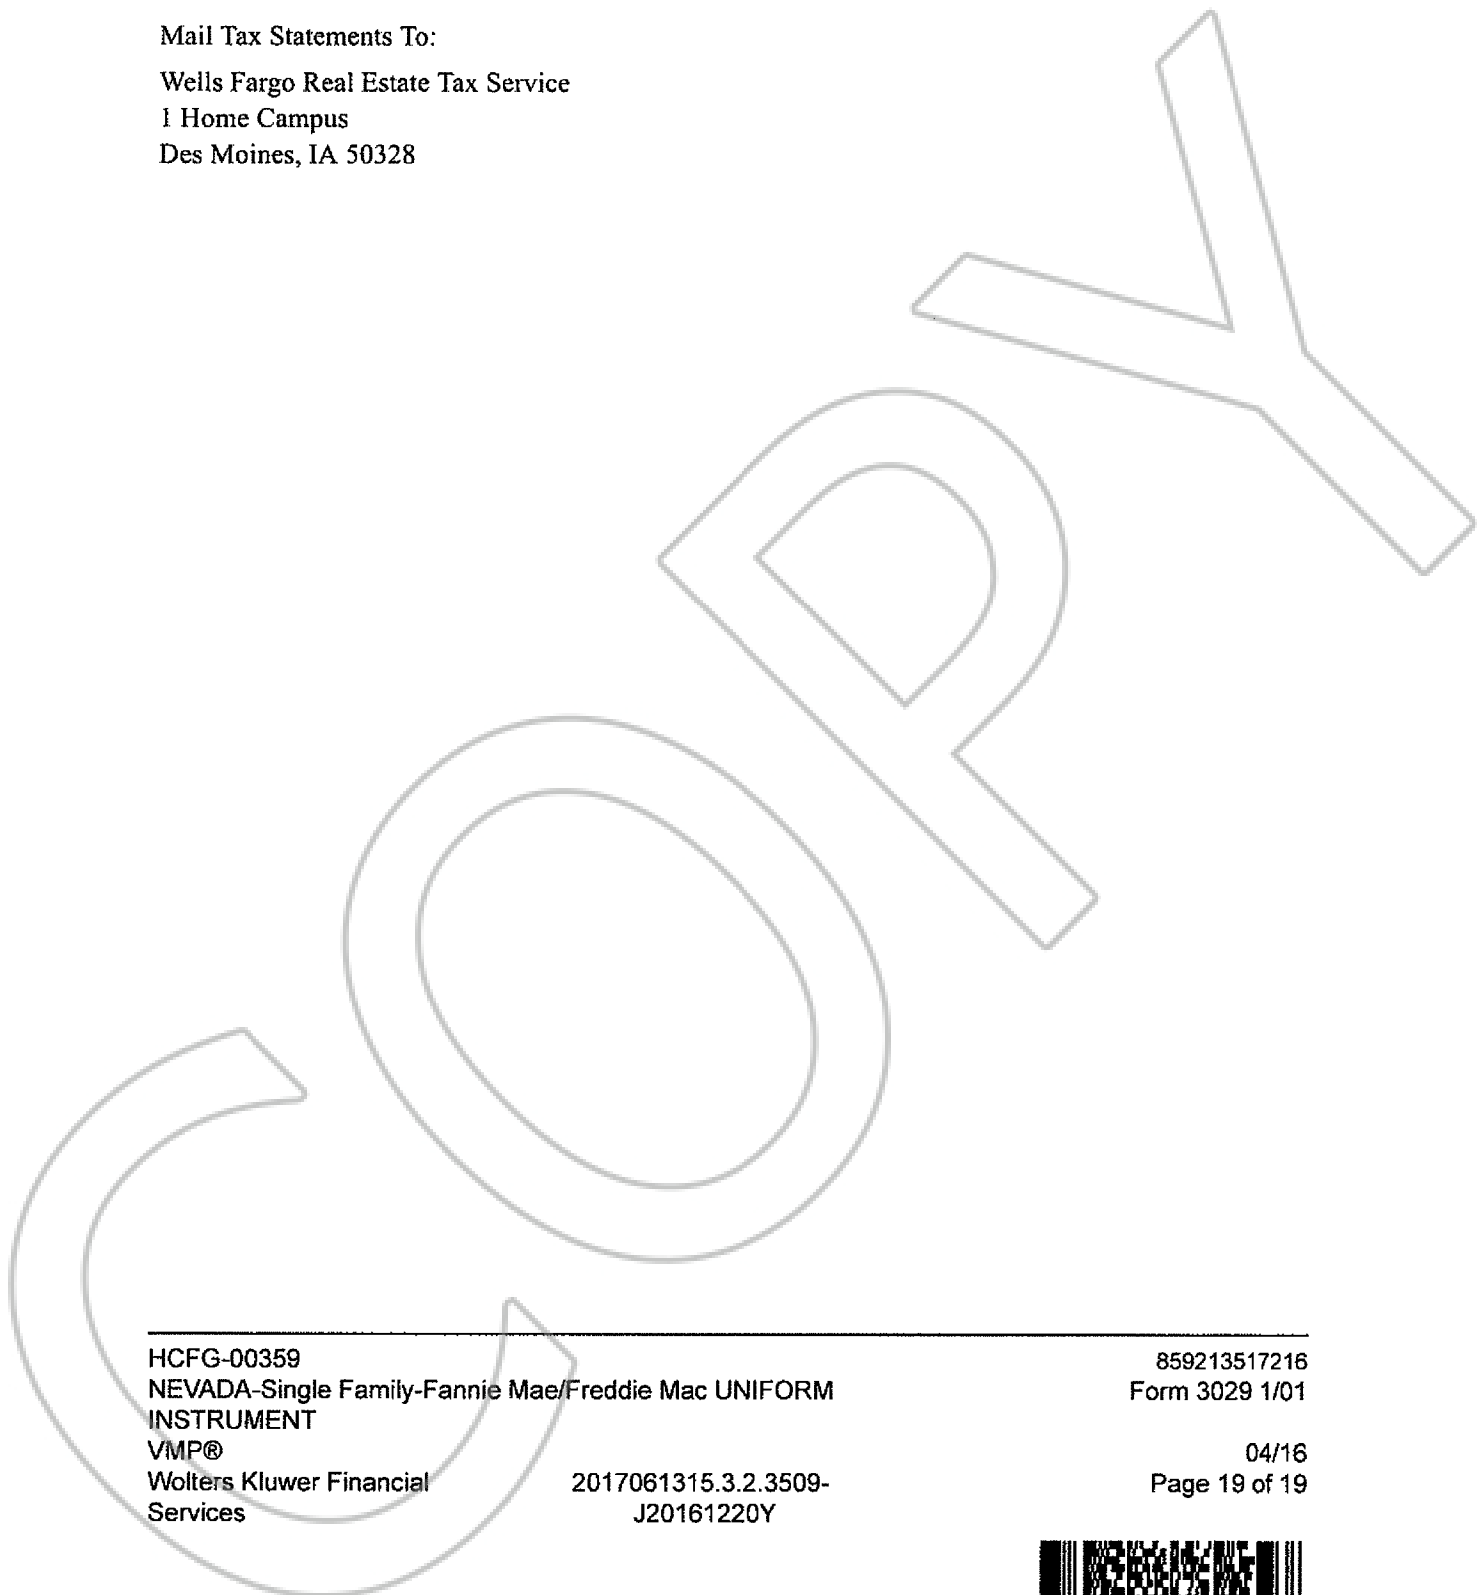 Mail Tax Statements To:
Wells Fargo Real Estate Tax Service
1 Home Campus
Des Moines, IA 50328
COPY
HCFG-00359
859213517216
NEVADA-Single Family-Fannie Mae/Freddie Mac UNIFORM
Form 3029 1/01
INSTRUMENT
VMP®
04/16
Wolters Kluwer Financial
2017061315.3.2.3509-
Page 19 of 19
Services
J20161220Y